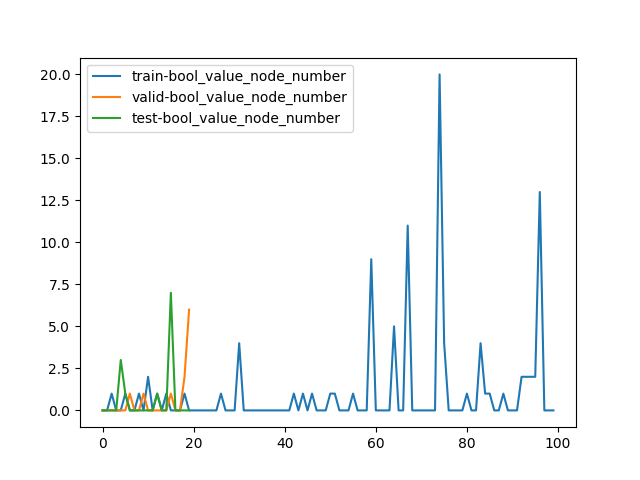 20.0
17.5
15.0
12.5
10.0
7.5
5.0
2.5
0.0
train-bool_value_node_number
valid-bool_value_node_number
test-bool_value_node_number
0 20 40 60 80 100